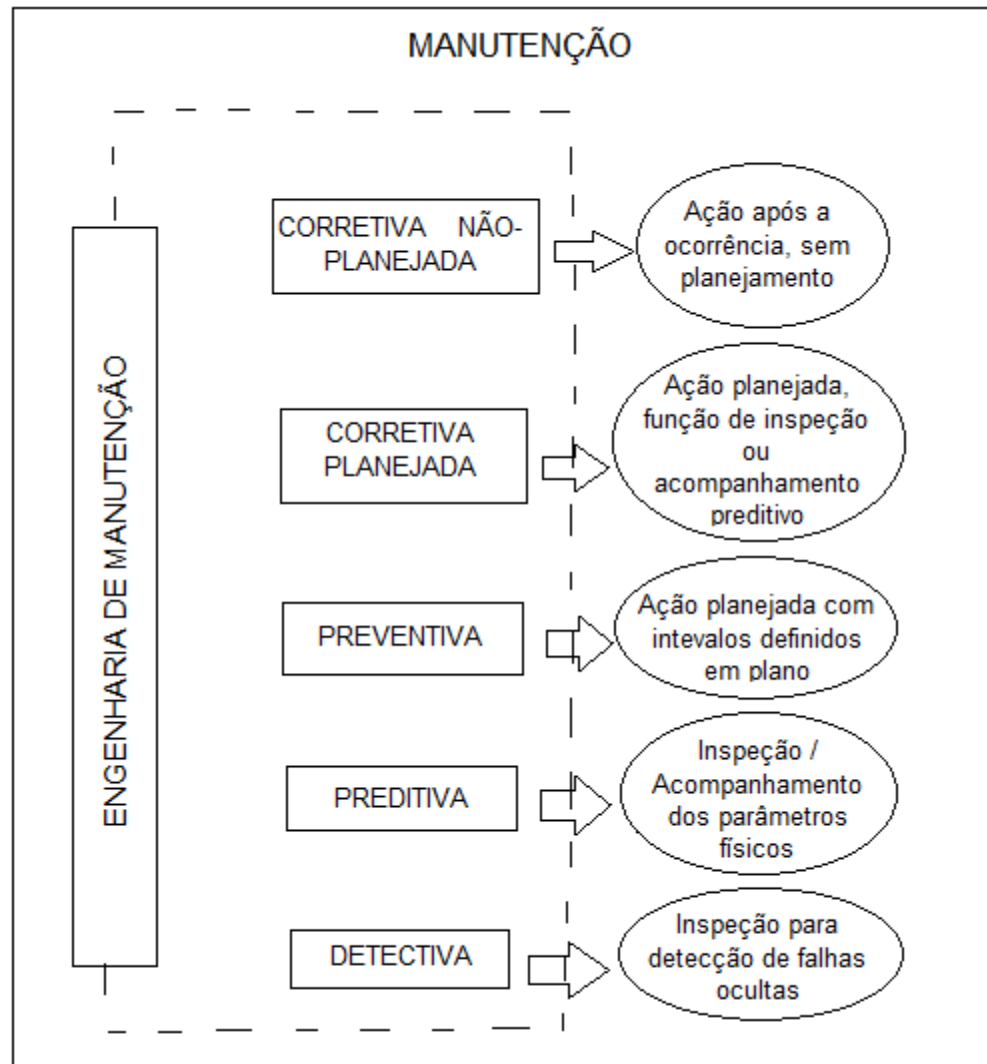 MANUTENÇÃO
ENGENHARIA DE MANUTENÇÃO
CORRETIVA NÃO-
PLANEJADA
Ação após a
ocorrência, sem
planejamento
CORRETIVA
PLANEJADA
Ação planejada,
função de inspeção
ou
acompanhamento
preditivo
PREVENTIVA
Ação planejada com
intevalos definidos
em plano
PREDITIVA
Inspeção /
Acompanhamento
dos parâmetros
físicos
DETECTIVA
Inspeção para
detecção de falhas
ocultas